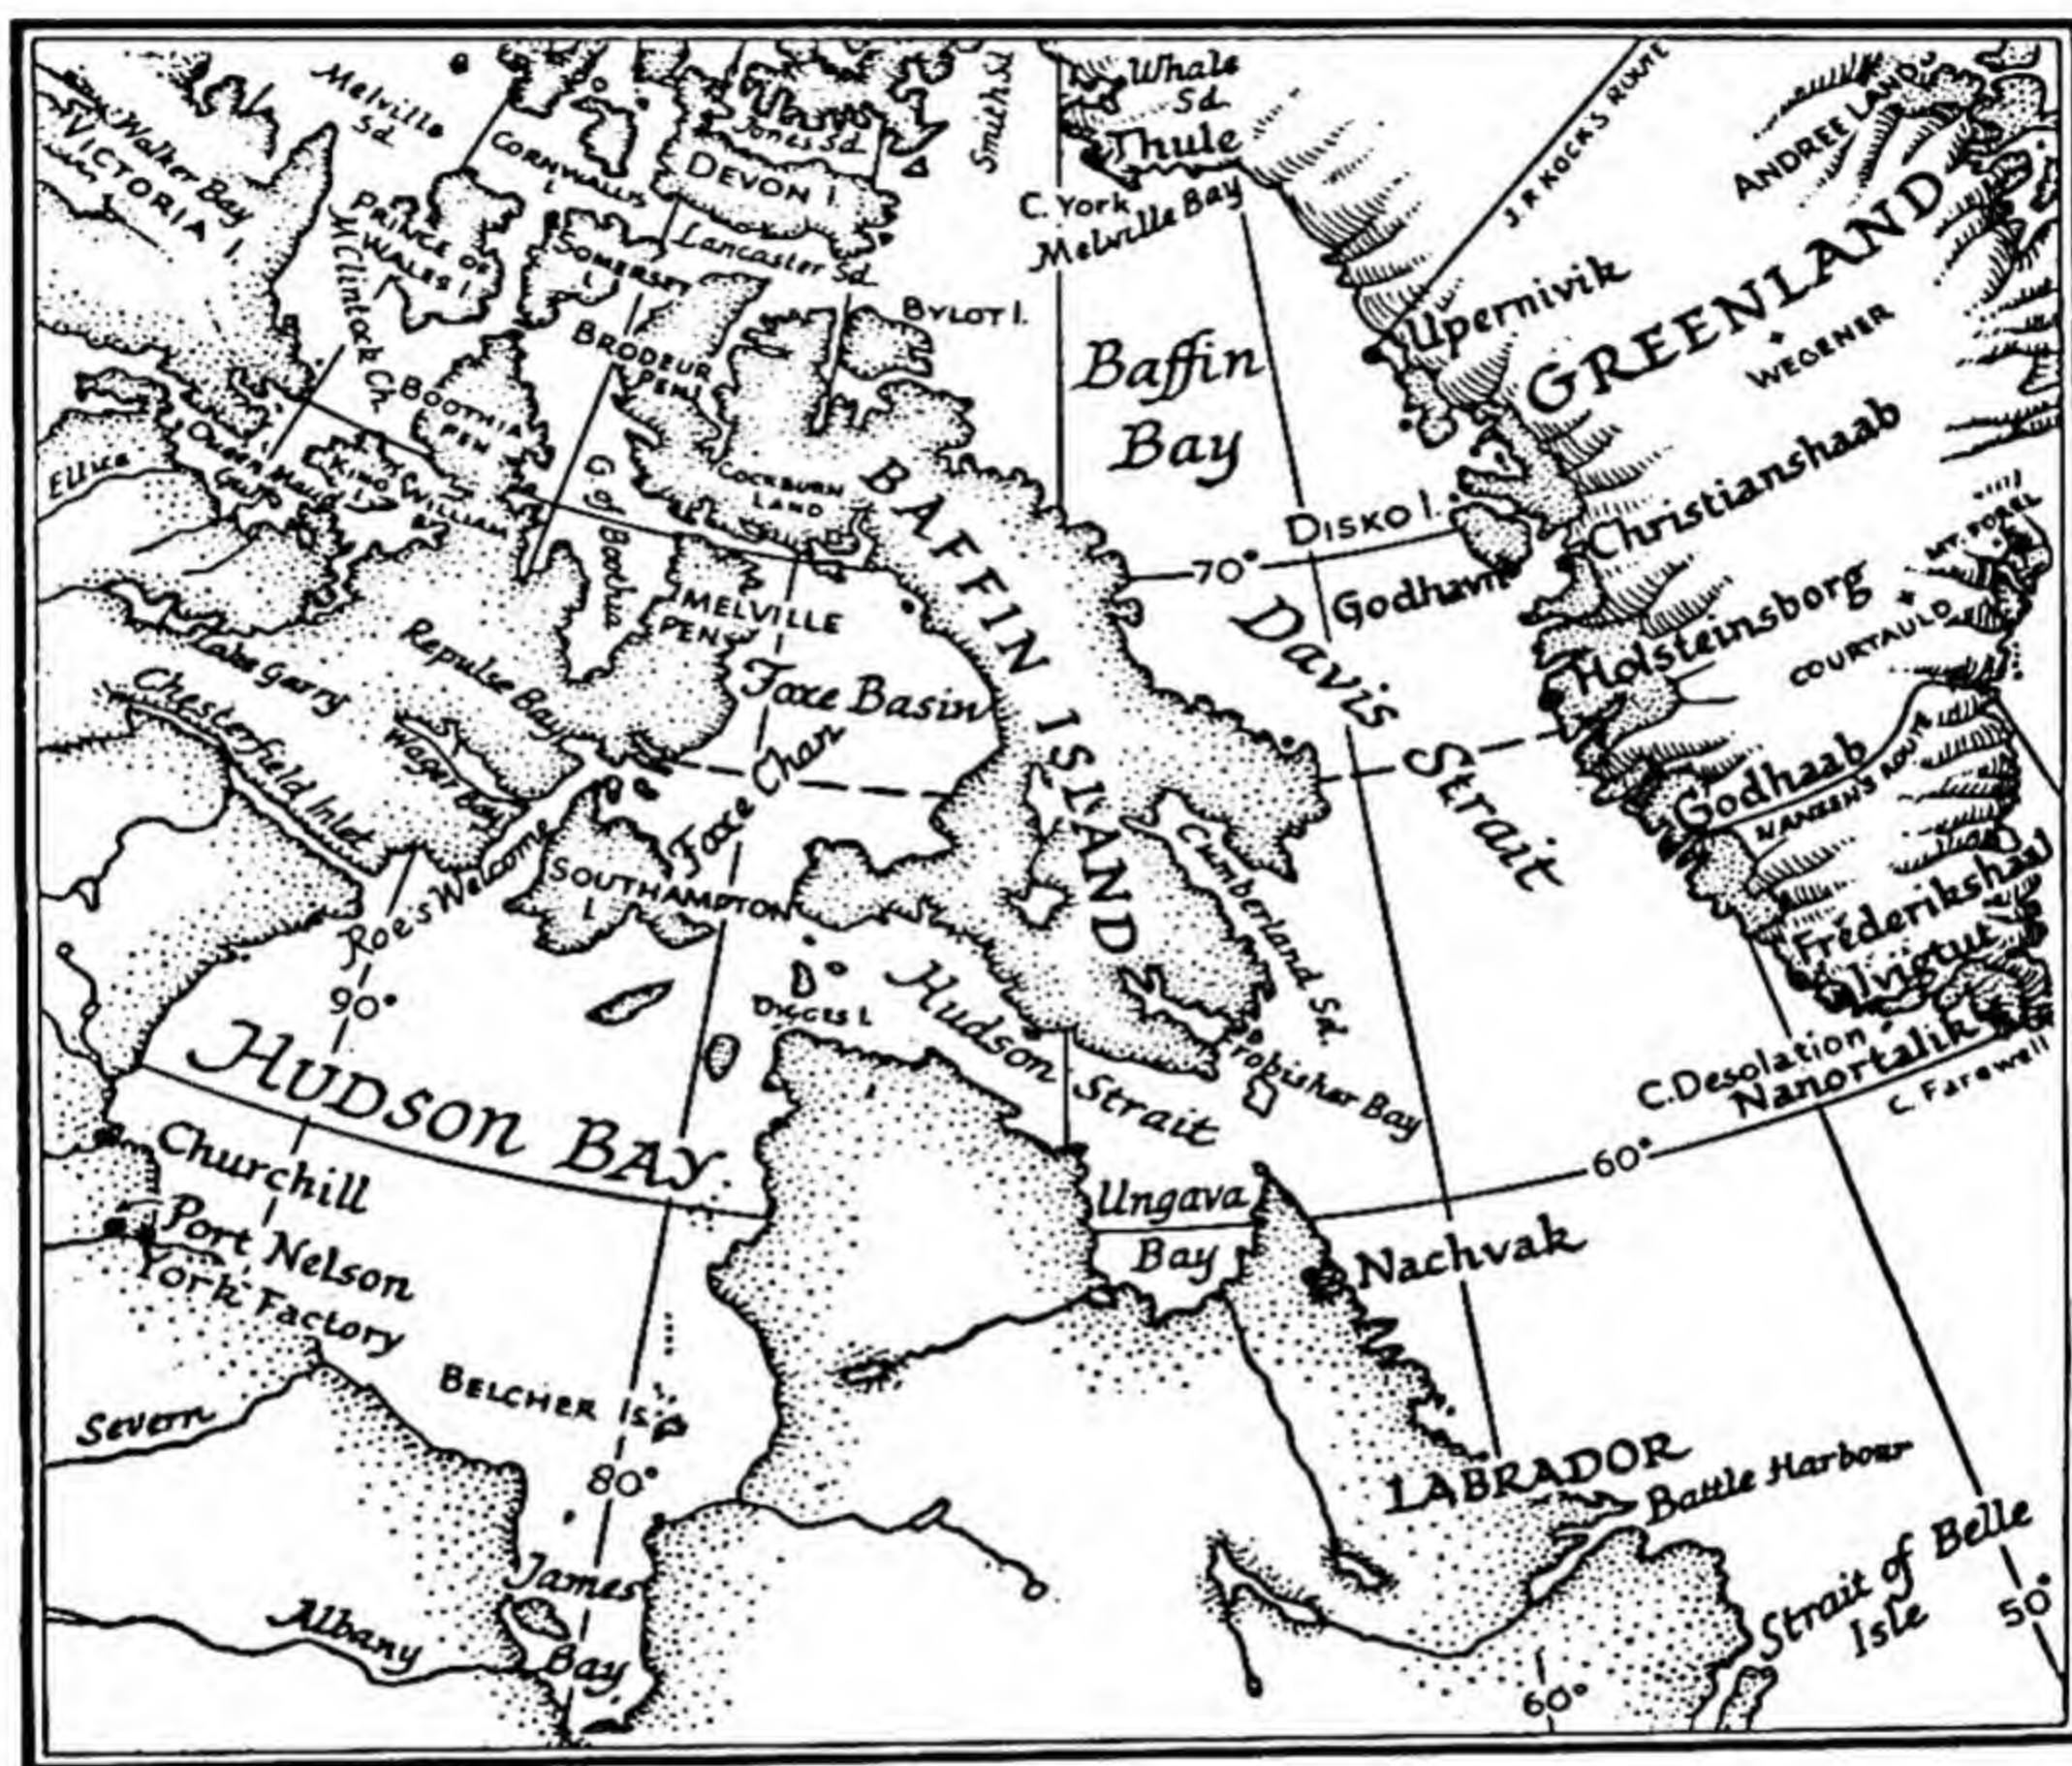 Melville
Sd.
Smith Sd.
Whale
Sd.
Thule
J.P. KOCKS ROUTE
ANDREE LAND
Walker Bay
VICTORIA I.
CORNWALLIS
I.
Jones Sd.
DEVON I.
C. York
Melville Bay
PRINCE OF
WALES I.
M'Clintock Ch.
SOMERSET
I.
Lancaster Sd.
BYLOT I.
Upernivik
GREENLAND
WEGENER
BRODEUR
PEN.
Baffin
Bay
BOOTHIA
PEN.
Ellice
Queen Maud
Gulf
KING
WILLIAM
I.
G. of Boothia
COCKBURN
LAND
BAFFIN ISLAND
DISKO I.
Christianshaab
MT. FOREL
70°
Godhavn
MELVILLE
PEN.
Davis Strait
Holsteinsborg
COURTAULD
Lake Garry
Repulse Bay
Foxe Basin
Chesterfield Inlet
Wager Bay
Foxe Chan
Godhaab
NANSEN'S ROUTE
Roes Welcome
SOUTHAMPTON
I.
Cumberland Sd.
Frederikshaal
Ivigtut
90°
DIGGES I.
Hudson Strait
Frobisher Bay
C. Desolation
Nanortalik
C. Farewell
HUDSON BAY
60°
Churchill
Port Nelson
York Factory
Ungava
Bay
Nachvak
BELCHER IS.
Severn
80°
LABRADOR
Battle Harbour
James
Bay
Albany
Strait of Belle
Isle
50°
60°